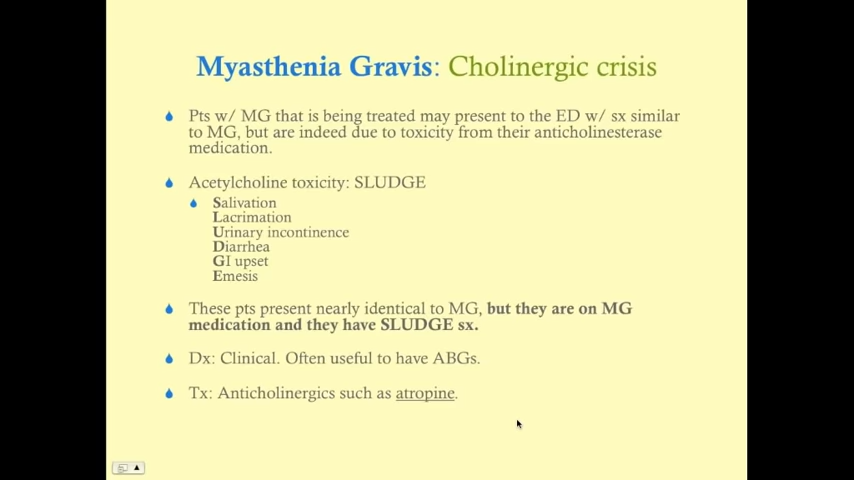 Myasthenia Gravis: Cholinergic crisis
Pts w/ MG that is being treated may present to the ED w/ sx similar
to MG, but are indeed due to toxicity from their anticholinesterase
medication.
Acetylcholine toxicity: SLUDGE
Salivation
Lacrimation
Urinary incontinence
Diarrhea
GI upset
Emesis
These pts present nearly identical to MG, but they are on MG
medication and they have SLUDGE sx.
Dx: Clinical. Often useful to have ABGs.
Tx: Anticholinergics such as atropine.